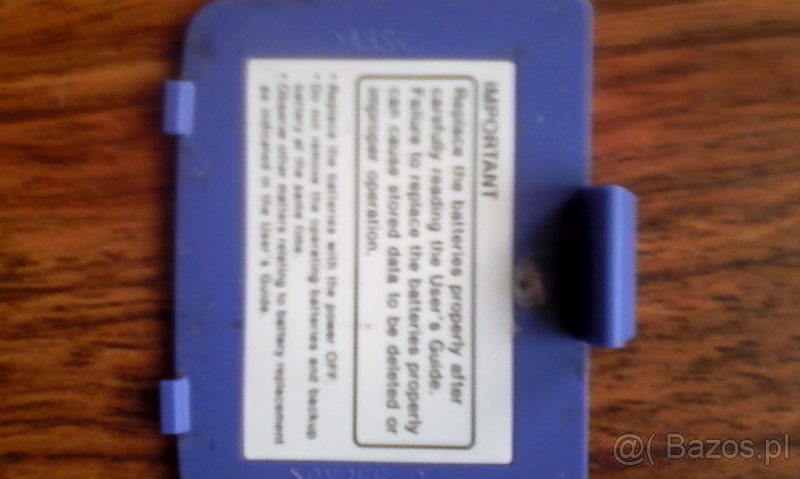 IMPORTANT
Replace the batteries properly after
carefully reading the User's Guide.
Failure to replace the batteries properly
can cause stored data to be deleted or
improper operation.
* Replace the batteries with the power OFF.
* Do not remove the operating batteries and backup
battery at the same time.
* Observe other matters relating to battery replacement
as indicated in the User's Guide.
@( Bazos.pl